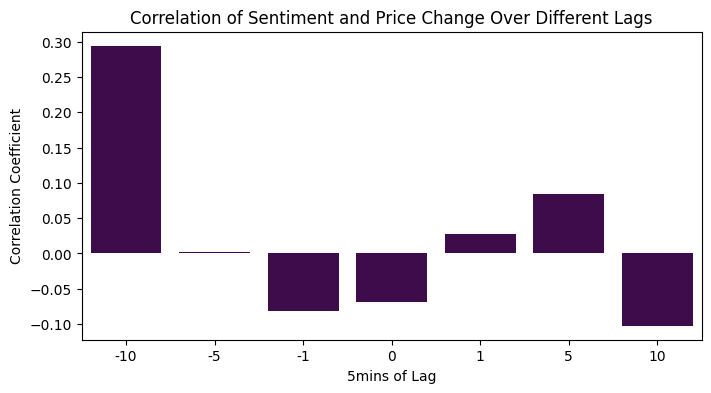 Correlation of Sentiment and Price Change Over Different Lags
Correlation Coefficient
0.30
0.25
0.20
0.15
0.10
0.05
0.00
−0.05
−0.10
-10 -5 -1 0 1 5 10
5mins of Lag